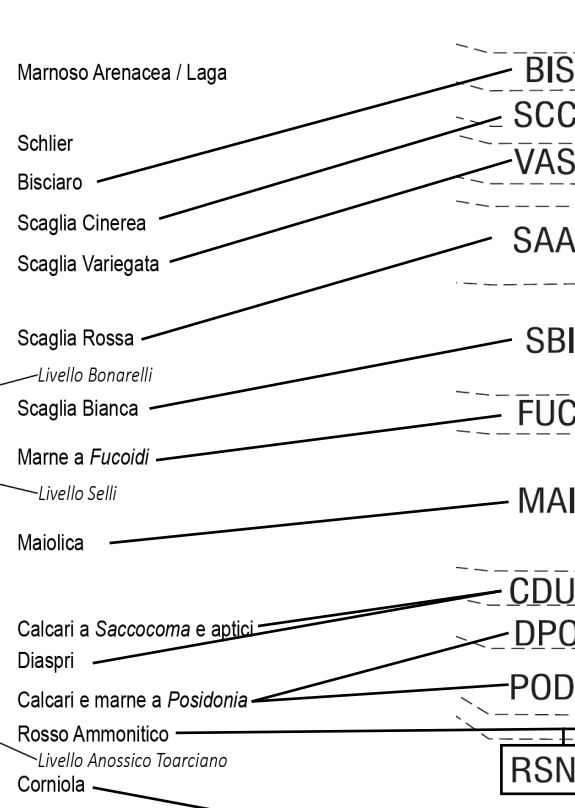 Marnoso Arenacea / Laga
BIS
SCC
Schlier
VAS
Bisciaro
Scaglia Cinerea
SAA
Scaglia Variegata
Scaglia Rossa
SBI
Livello Bonarelli
Scaglia Bianca
FUC
Marne a Fucoidi
Livello Selli
MAI
Maiolica
CDU
Calcari a Saccocoma e aptici
DPO
Diaspri
POD
Calcari e marne a Posidonia
Rosso Ammonitico
Livello Anossico Toarciano
RSN
Corniola